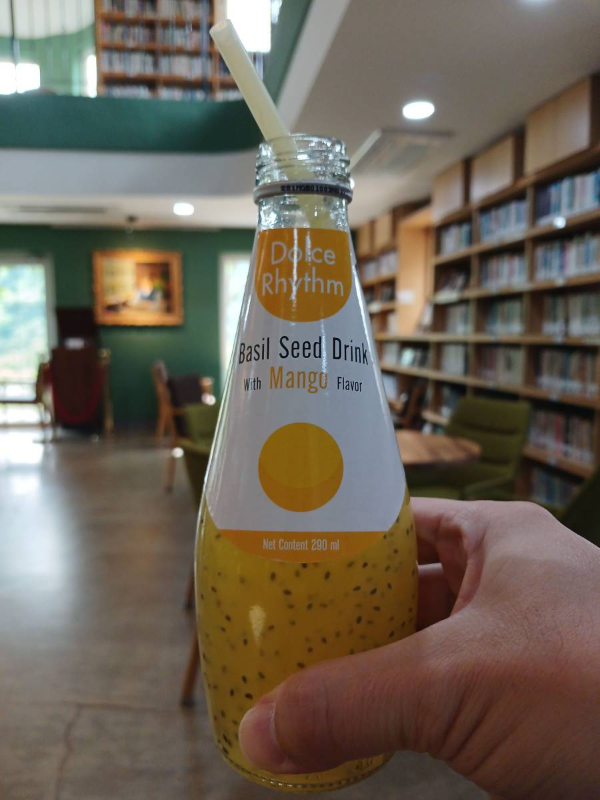 Dolce
Rhythm
Basil Seed Drink
With Mango Flavor
Net Content 290 ml